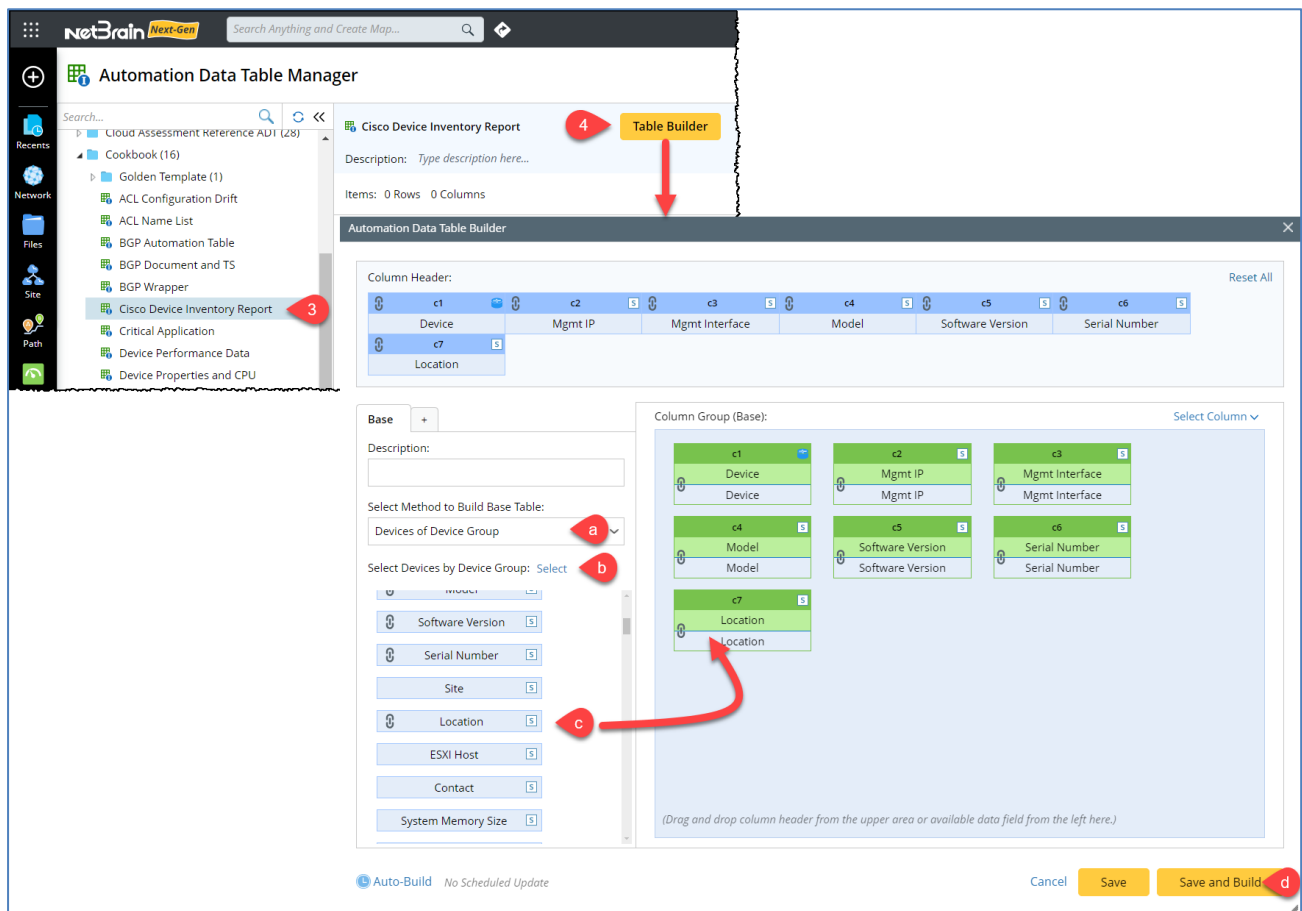 NetBrain Next-Gen
Search Anything and Create Map...
Automation Data Table Manager
Search...
Recents
Network
Files
Site
Path
Cloud Assessment Reference ADT (28)
Cookbook (16)
Golden Template (1)
ACL Configuration Drift
ACL Name List
BGP Automation Table
BGP Document and TS
BGP Wrapper
Cisco Device Inventory Report 3
Critical Application
Device Performance Data
Device Properties and CPU
Cisco Device Inventory Report 4 Table Builder
Description: Type description here...
Items: 0 Rows 0 Columns
Automation Data Table Builder
Column Header: Reset All
c1 c2 S c3 S c4 S c5 S c6 S
Device Mgmt IP Mgmt Interface Model Software Version Serial Number
c7 S
Location
Base +
Description:
Select Method to Build Base Table:
Devices of Device Group a
Select Devices by Device Group: Select b
Model S
Software Version S
Serial Number S
Site S
Location S c
ESXI Host S
Contact S
System Memory Size S
Column Group (Base): Select Column
c1 c2 S c3 S
Device Mgmt IP Mgmt Interface
Device Mgmt IP Mgmt Interface
c4 S c5 S c6 S
Model Software Version Serial Number
Model Software Version Serial Number
c7 S
Location
Location
(Drag and drop column header from the upper area or available data field from the left here.)
Auto-Build No Scheduled Update
Cancel Save Save and Build d